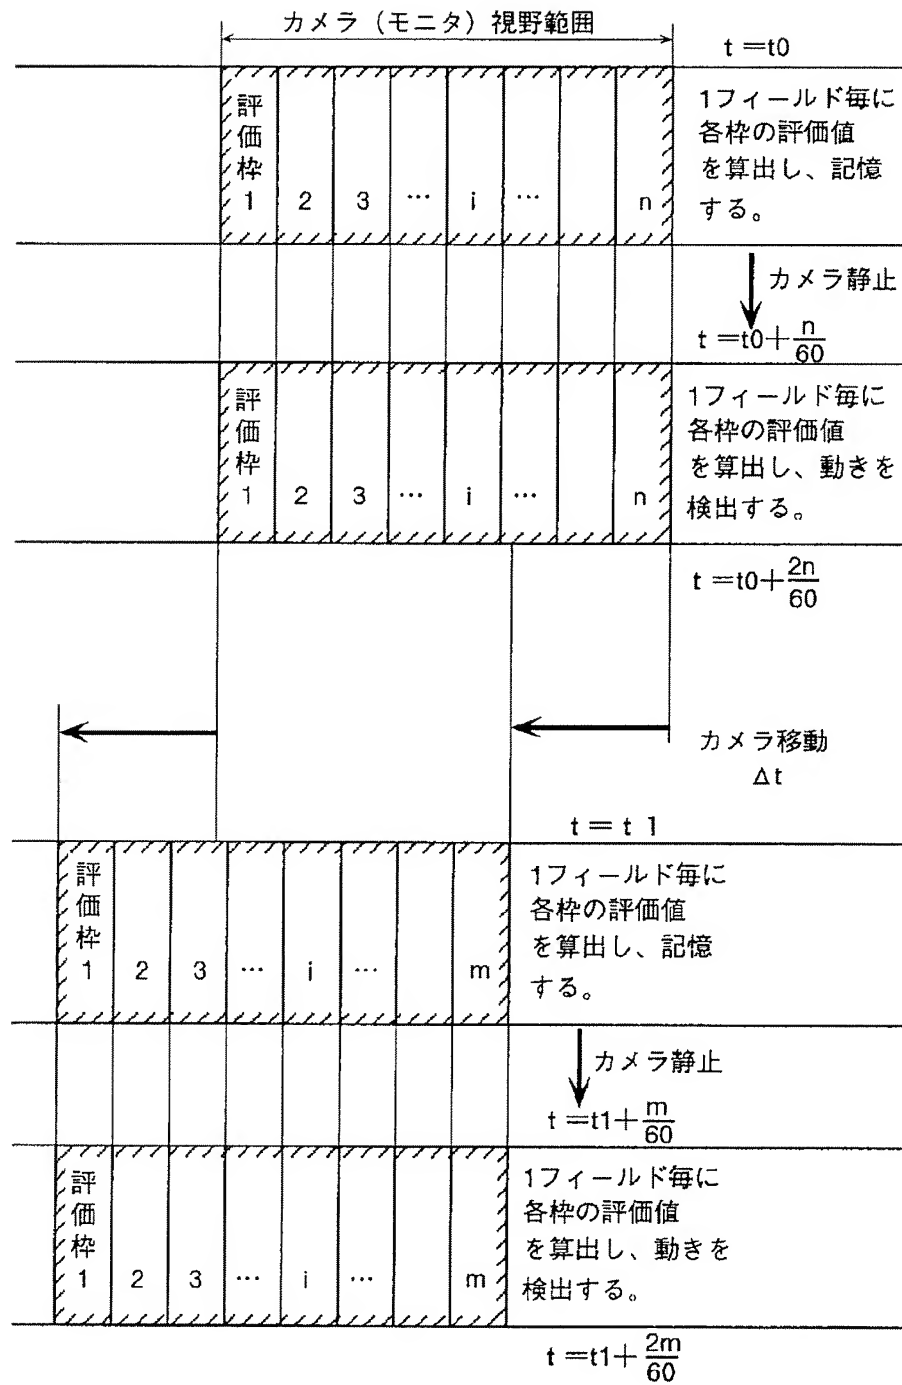 カメラ（モニタ）視野範囲
t＝t0
評価枠
1 2 3 … i … n
1フィールド毎に
各枠の評価値
を算出し、記憶
する。
カメラ静止
t＝t0＋n/60
評価枠
1 2 3 … i … n
1フィールド毎に
各枠の評価値
を算出し、動きを
検出する。
t＝t0＋2n/60
カメラ移動
Δt
t＝t1
評価枠
1 2 3 … i … m
1フィールド毎に
各枠の評価値
を算出し、記憶
する。
カメラ静止
t＝t1＋m/60
評価枠
1 2 3 … i … m
1フィールド毎に
各枠の評価値
を算出し、動きを
検出する。
t＝t1＋2m/60